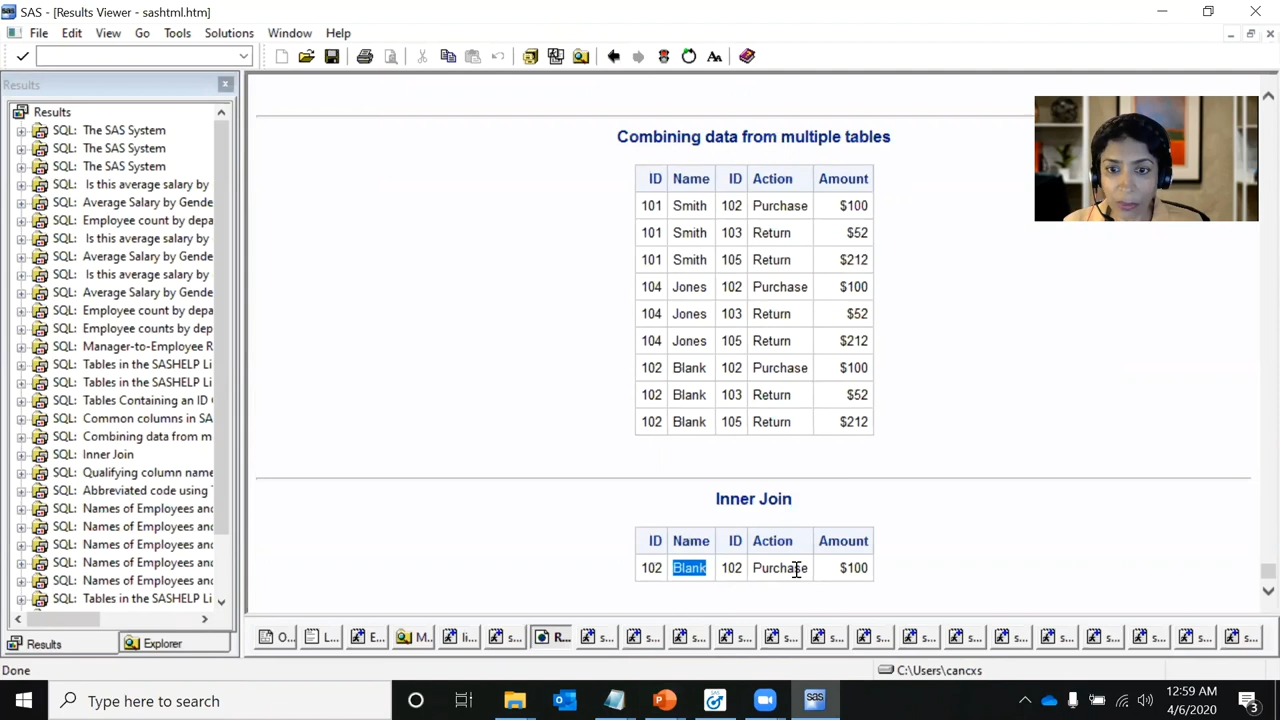 SAS - [Results Viewer - sashtml.htm]
File Edit View Go Tools Solutions Window Help
Results
Results
SQL: The SAS System
SQL: The SAS System
SQL: The SAS System
SQL: Is this average salary by
SQL: Average Salary by Gende
SQL: Employee count by depa
SQL: Is this average salary by
SQL: Average Salary by Gende
SQL: Is this average salary by
SQL: Average Salary by Gende
SQL: Employee count by depa
SQL: Employee counts by dep
SQL: Manager-to-Employee R
SQL: Tables in the SASHELP Li
SQL: Tables in the SASHELP Li
SQL: Tables Containing an ID
SQL: Common columns in SA
SQL: Combining data from m
SQL: Inner Join
SQL: Qualifying column name
SQL: Abbreviated code using
SQL: Names of Employees and
SQL: Names of Employees and
SQL: Names of Employees and
SQL: Names of Employees and
SQL: Names of Employees and
SQL: Tables in the SASHELP Li
Results Explorer
Combining data from multiple tables
ID Name ID Action Amount
101 Smith 102 Purchase $100
101 Smith 103 Return $52
101 Smith 105 Return $212
104 Jones 102 Purchase $100
104 Jones 103 Return $52
104 Jones 105 Return $212
102 Blank 102 Purchase $100
102 Blank 103 Return $52
102 Blank 105 Return $212
Inner Join
ID Name ID Action Amount
102 Blank 102 Purchase $100
O... L... E... M... li... s... R... s... s... s... s... s... s... s... s... s... s... s... s... s... s... s...
Done C:\Users\cancxs
Type here to search
sas
12:59 AM
4/6/2020
3